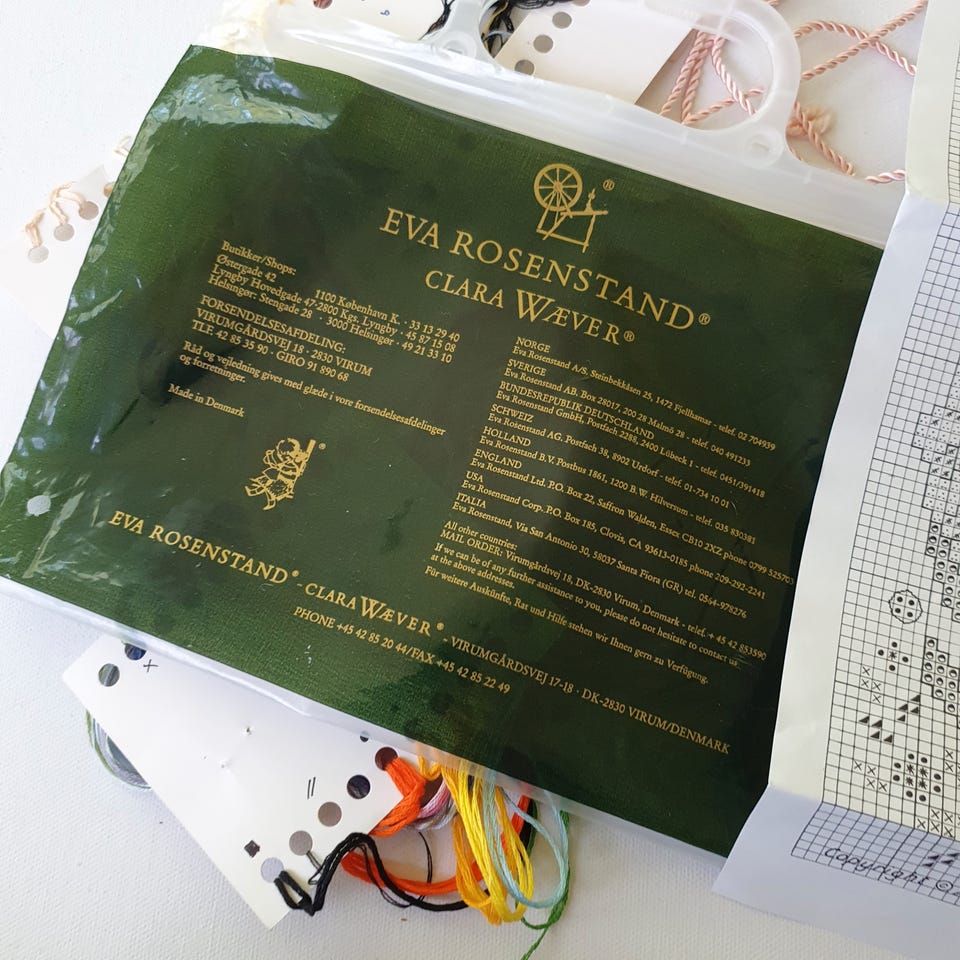 ®
EVA ROSENSTAND®
CLARA WÆVER®
Butikker/Shops:
Østergade 42 1100 København K. · 33 13 29 40
Lyngby Hovedgade 47-2800 Kgs. Lyngby · 45 87 15 08
Helsingør: Stengade 28 · 3000 Helsingør · 49 21 33 10
FORSENDELSESAFDELING:
VIRUMGÅRDSVEJ 18 · 2830 VIRUM
TLF 42 85 35 90 · GIRO 91 890 68
Råd og vejledning gives med glæde i vore forsendelsesafdelinger
og forretninger.
Made in Denmark
®
NORGE
Eva Rosenstand A/S, Steinbekklsen 25, 1472 Fjellhamar - telef. 02 704939
SVERIGE
Eva Rosenstand AB, Box 28017, 200 28 Malmö 28 - telef. 040 491233
BUNDESREPUBLIK DEUTSCHLAND
Eva Rosenstand GmbH, Postfach 2288, 2400 Lübeck 1 - telef. 0451/391418
SCHWEIZ
Eva Rosenstand AG. Postfach 38, 8902 Urdorf - telef. 01-734 10 01
HOLLAND
Eva Rosenstand B.V. Postbus 1861, 1200 B.W. Hilversum - telef. 035 830381
ENGLAND
Eva Rosenstand Ltd. P.O. Box 22, Saffron Walden, Essex CB10 2XZ phone 0799 525703
USA
Eva Rosenstand Corp. P.O. Box 185, Clovis, CA 93613-0185 phone 209-292-2241
ITALIA
Eva Rosenstand, Via San Antonio 30, 58037 Santa Fiora (GR) tel. 0564-978276
All other countries:
MAIL ORDER: Virumgårdsvej 18, DK-2830 Virum, Denmark - telef. + 45 42 853590
If we can be of any further assistance to you, please do not hesitate to contact us
at the above addresses.
Für weitere Auskünfte, Rat und Hilfe stehen wir Ihnen gern zu Verfügung.
EVA ROSENSTAND® - CLARA WÆVER® - VIRUMGÅRDSVEJ 17-18 · DK-2830 VIRUM/DENMARK
PHONE +45 42 85 20 44/FAX +45 42 85 22 49
Copyright ©